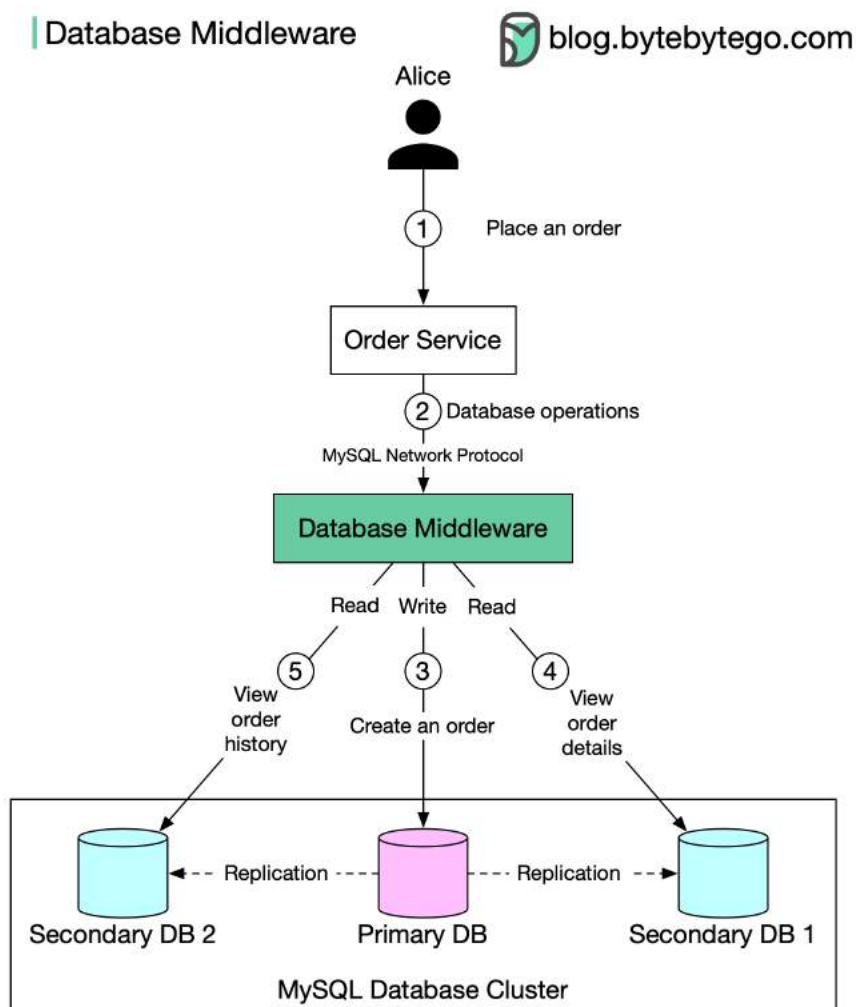 Database Middleware
blog.bytebytego.com
Alice
1
Place an order
Order Service
2
Database operations
MySQL Network Protocol
Database Middleware
Read
Write
Read
5
3
4
View
order
history
Create an order
View
order
details
Replication
Replication
Secondary DB 2
Primary DB
Secondary DB 1
MySQL Database Cluster